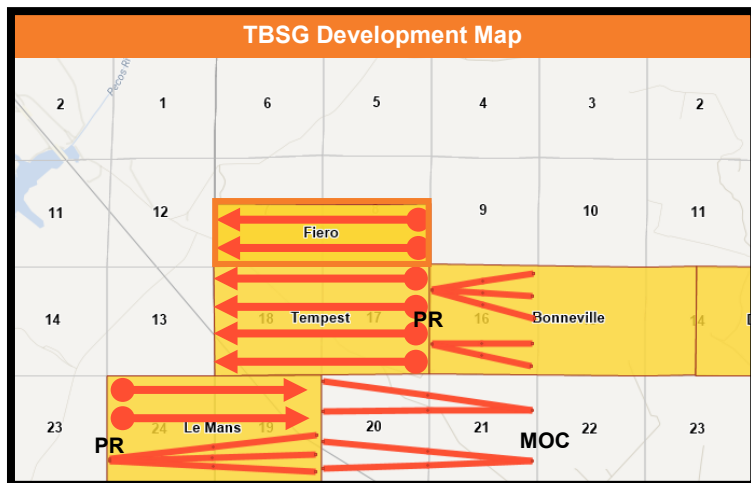 TBSG Development Map
Pecos Ri
2 1 6 5 4 3 2
11 12 9 10 11
Fiero
14 13 18 Tempest 17 PR 16 Bonneville 14
23 24 Le Mans 19 20 21 22 23
PR MOC